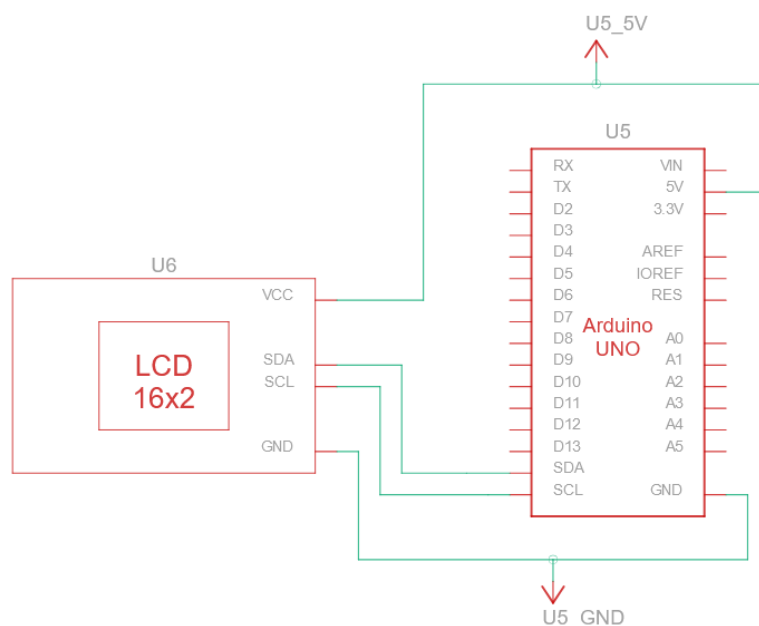 U5_5V
U5
RX
TX
D2
D3
D4
D5
D6
D7
D8
D9
D10
D11
D12
D13
SDA
SCL
VIN
5V
3.3V
AREF
IOREF
RES
A0
A1
A2
A3
A4
A5
GND
Arduino
UNO
U6
VCC
SDA
SCL
GND
LCD
16x2
U5_GND